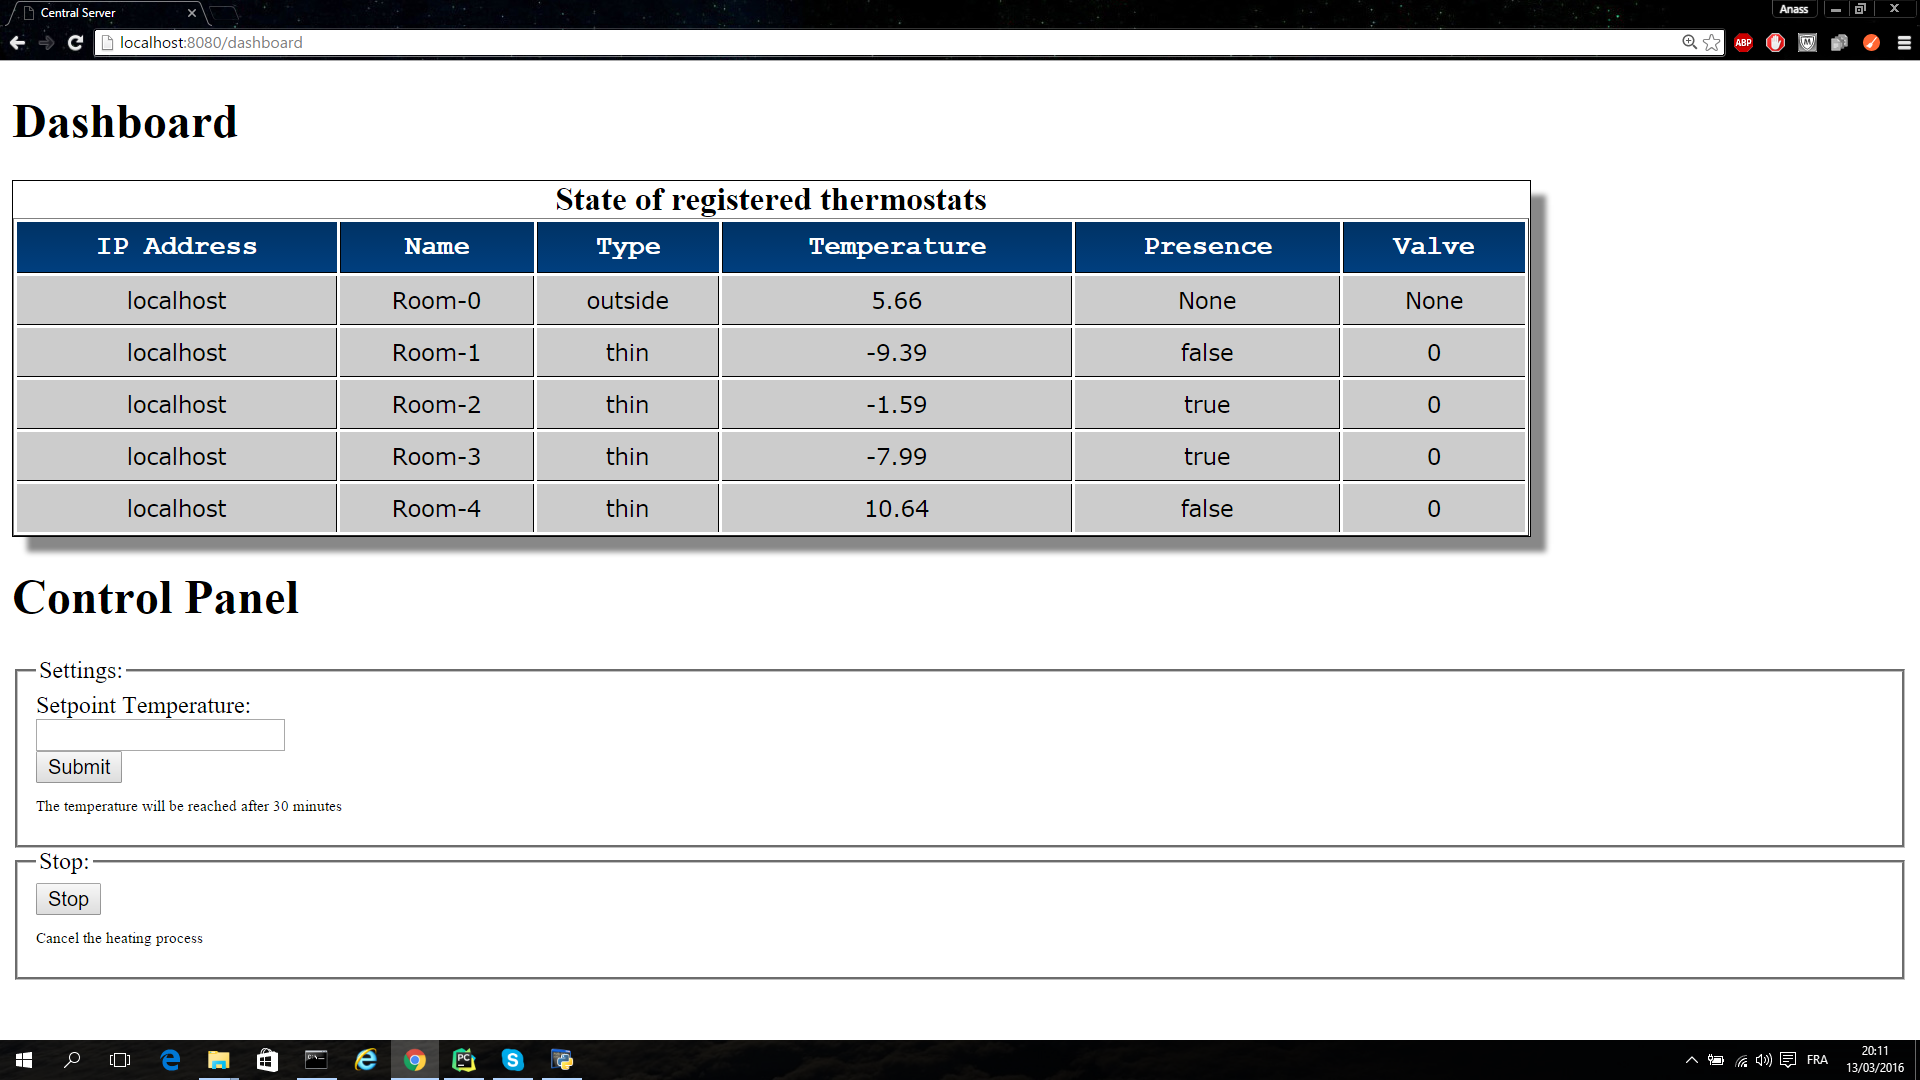 Central Server
Anass
localhost:8080/dashboard
ABP
Dashboard
State of registered thermostats
IP Address Name Type Temperature Presence Valve
localhost Room-0 outside 5.66 None None
localhost Room-1 thin -9.39 false 0
localhost Room-2 thin -1.59 true 0
localhost Room-3 thin -7.99 true 0
localhost Room-4 thin 10.64 false 0
Control Panel
Settings:
Setpoint Temperature:
Submit
The temperature will be reached after 30 minutes
Stop:
Stop
Cancel the heating process
PC
FRA
20:11
13/03/2016